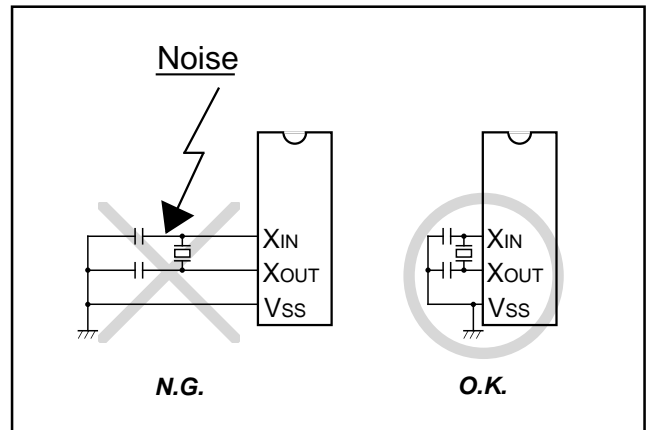 Noise
XIN
XOUT
VSS
N.G.
XIN
XOUT
VSS
O.K.